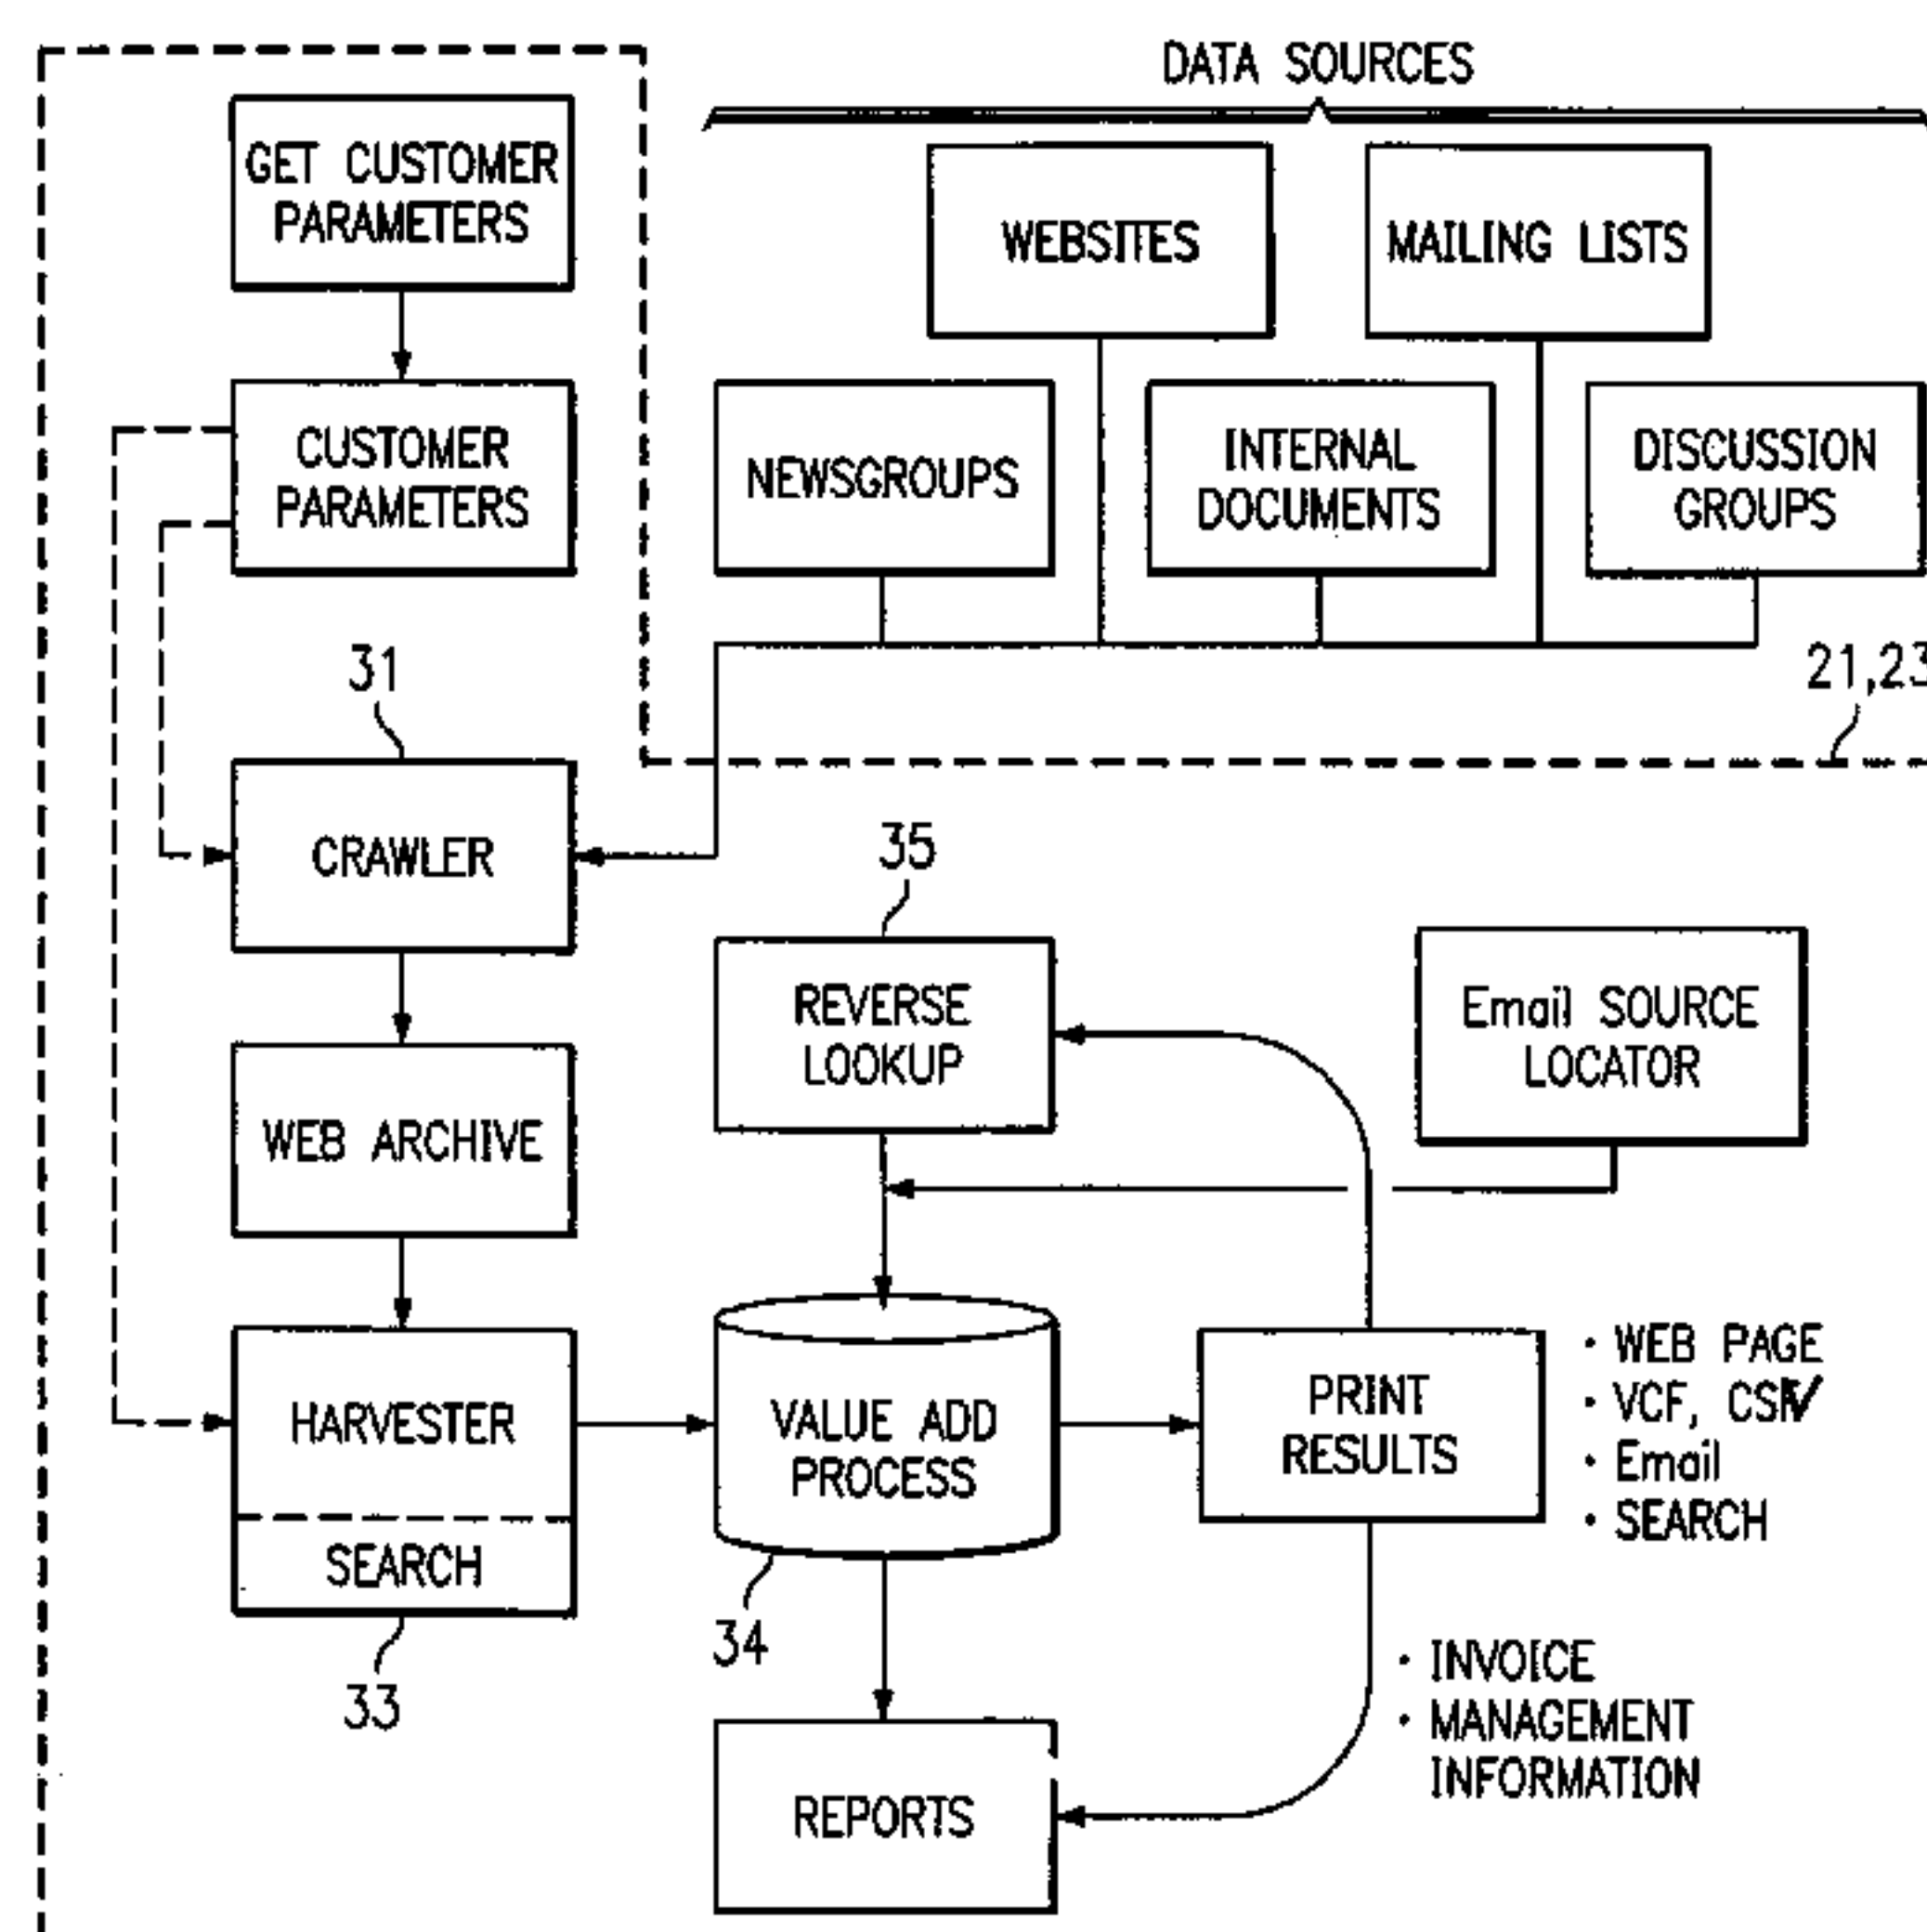 DATA SOURCES
GET CUSTOMER
PARAMETERS
WEBSITES
MAILING LISTS
CUSTOMER
PARAMETERS
NEWSGROUPS
INTERNAL
DOCUMENTS
DISCUSSION
GROUPS
31
21,23
CRAWLER
35
REVERSE
LOOKUP
Email SOURCE
LOCATOR
WEB ARCHIVE
HARVESTER
SEARCH
33
VALUE ADD
PROCESS
34
PRINT
RESULTS
• WEB PAGE
• VCF, CSV
• Email
• SEARCH
• INVOICE
• MANAGEMENT
INFORMATION
REPORTS